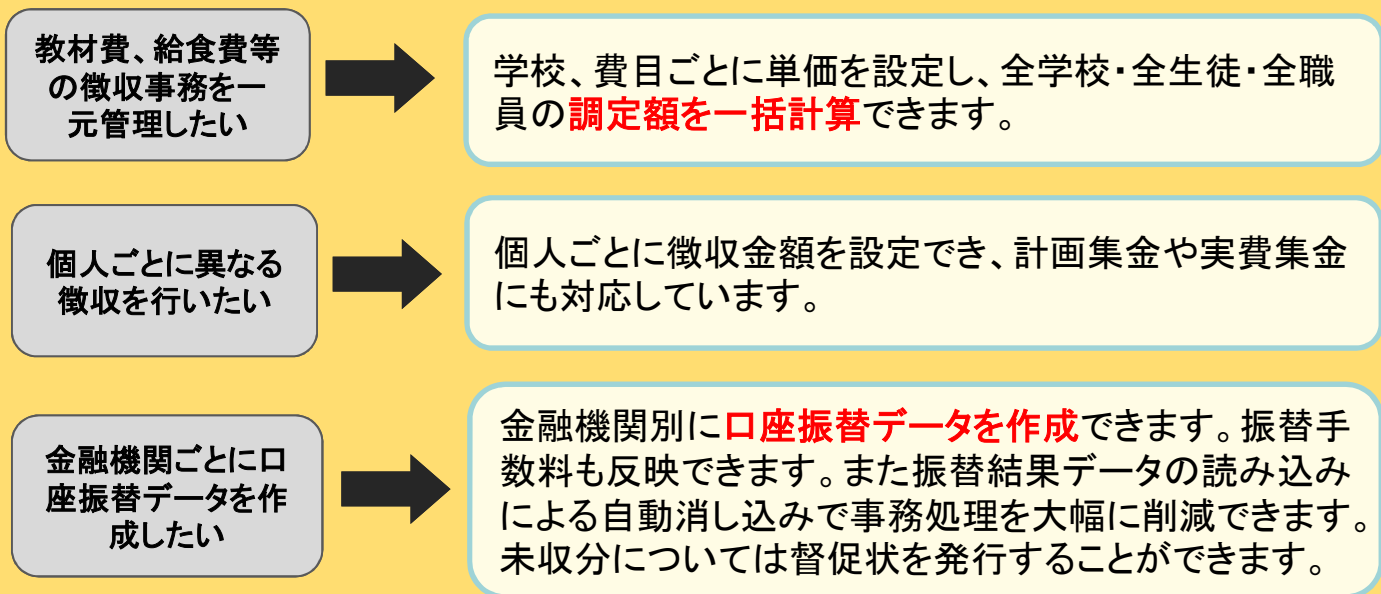 教材費、給食費等
の徴収事務を一
元管理したい
学校、費目ごとに単価を設定し、全学校・全生徒・全職
員の調定額を一括計算できます。
個人ごとに異なる
徴収を行いたい
個人ごとに徴収金額を設定でき、計画集金や実費集金
にも対応しています。
金融機関ごとに口
座振替データを作
成したい
金融機関別に口座振替データを作成できます。振替手
数料も反映できます。また振替結果データの読み込み
による自動消し込みで事務処理を大幅に削減できます。
未収分については督促状を発行することができます。